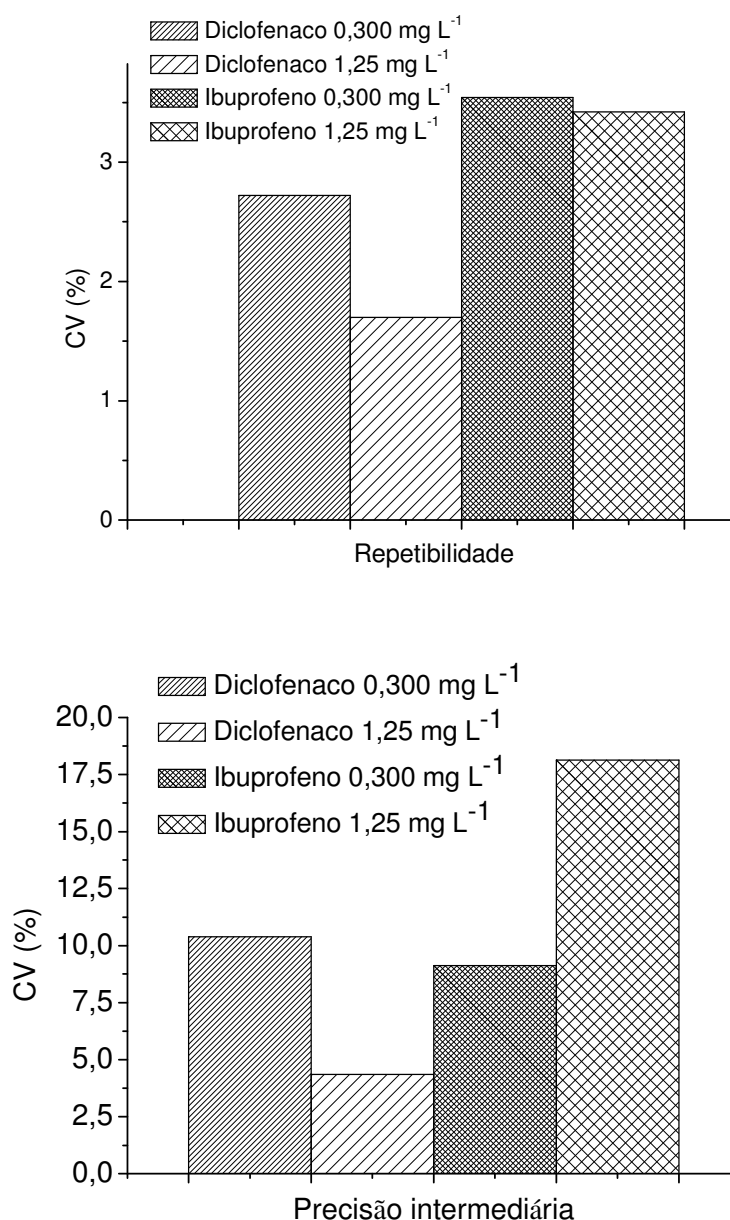 Diclofenaco 0,300 mg L⁻¹
Diclofenaco 1,25 mg L⁻¹
Ibuprofeno 0,300 mg L⁻¹
Ibuprofeno 1,25 mg L⁻¹
3
2
1
0
CV (%)
Repetibilidade
Diclofenaco 0,300 mg L⁻¹
Diclofenaco 1,25 mg L⁻¹
Ibuprofeno 0,300 mg L⁻¹
Ibuprofeno 1,25 mg L⁻¹
20,0
17,5
15,0
12,5
10,0
7,5
5,0
2,5
0,0
CV (%)
Precisão intermediária